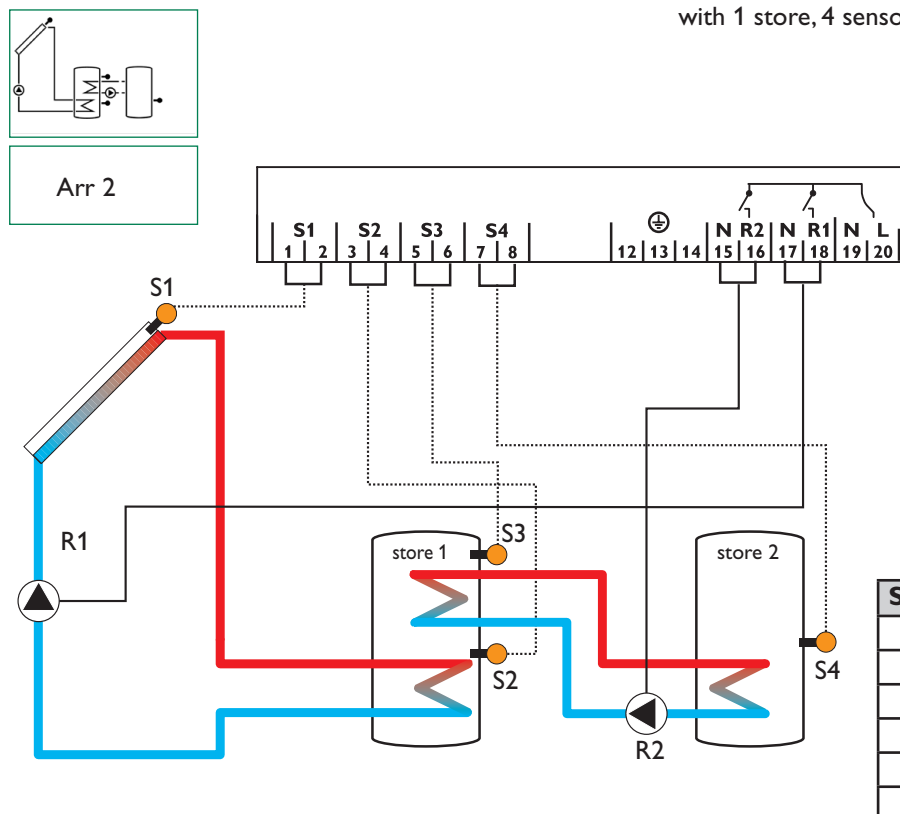 with 1 store, 4
Arr 2
S1 S2 S3 S4 N R2 N R1 N L
1 2 3 4 5 6 7 8 12 13 14 15 16 17 18 19 20
S1
R1
store 1
S3
store 2
S2
S4
R2
S